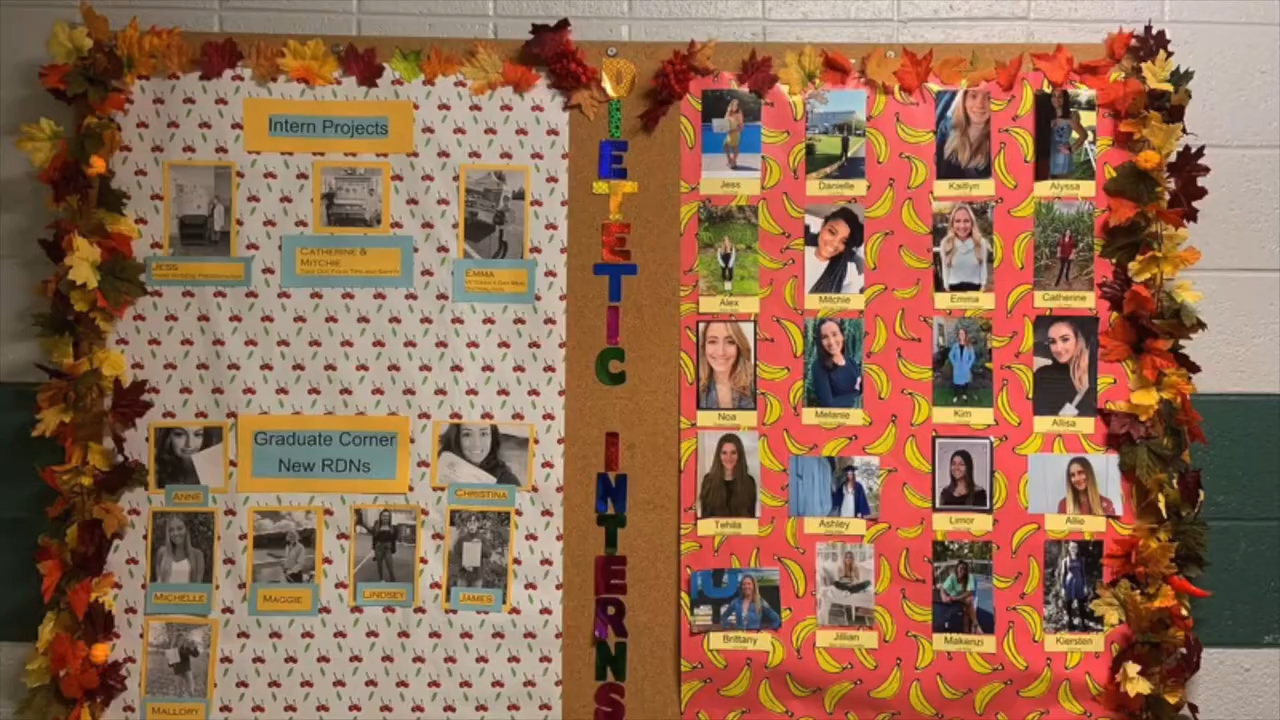 DIETETIC INTERNS
Intern Projects
JESS
CATHERINE &
MITCHIE
EMMA
Graduate Corner
New RDNs
ANNE
CHRISTINA
MICHELLE
MAGGIE
LINDSEY
JAMES
MALLORY
Jess
Danielle
Kaitlyn
Alyssa
Alex
Mitchie
Emma
Catherine
Noa
Melanie
Kim
Allisa
Tehila
Ashley
Limor
Allie
Brittany
Jillian
Makenzi
Kiersten